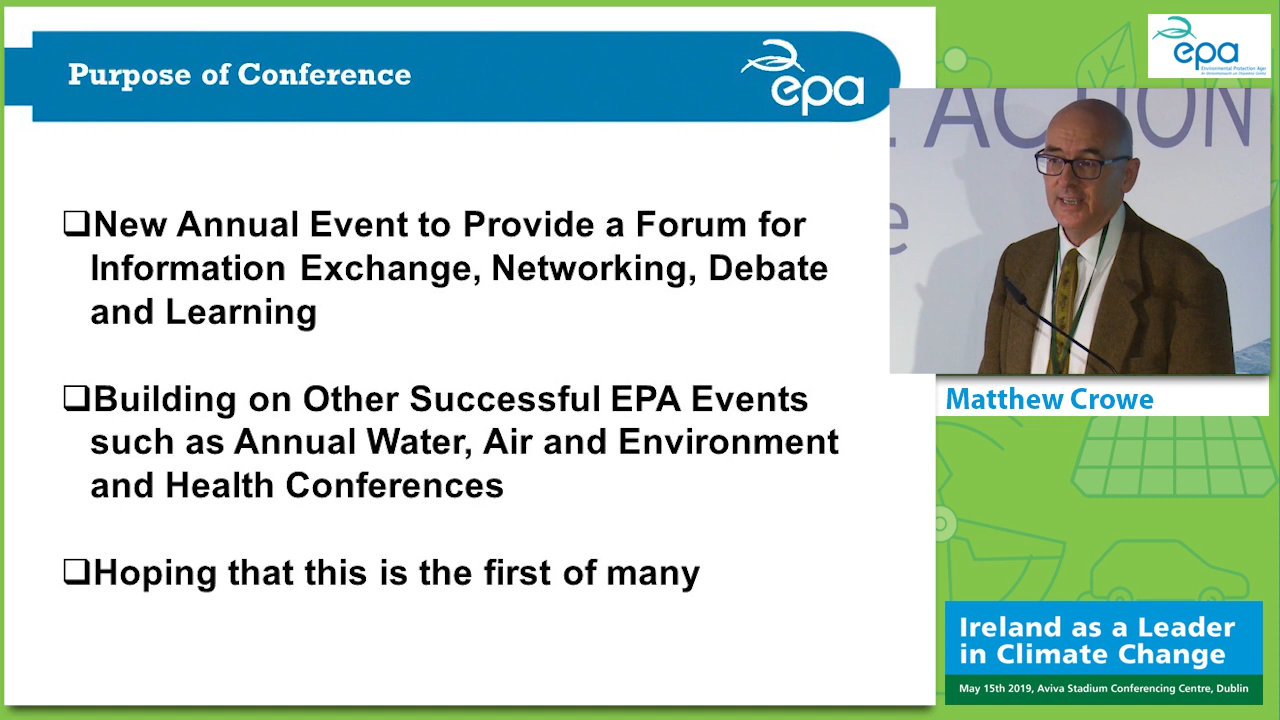 Purpose of Conference
epa
❑New Annual Event to Provide a Forum for
Information Exchange, Networking, Debate
and Learning
❑Building on Other Successful EPA Events
such as Annual Water, Air and Environment
and Health Conferences
❑Hoping that this is the first of many
epa
ACTION
e
Matthew Crowe
Ireland as a Leader
in Climate Change
May 15th 2019, Aviva Stadium Conferencing Centre, Dublin